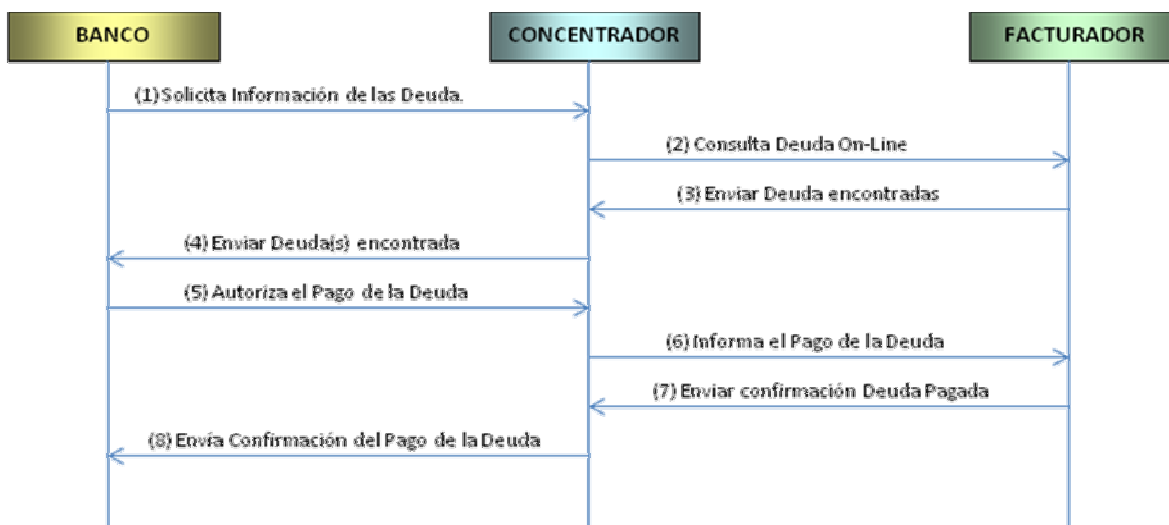 BANCO
CONCENTRADOR
FACTURADOR
(1) Solicita Información de las Deuda.
(2) Consulta Deuda On-Line
(3) Enviar Deuda encontradas
(4) Enviar Deuda(s) encontrada
(5) Autoriza el Pago de la Deuda
(6) Informa el Pago de la Deuda
(7) Enviar confirmación Deuda Pagada
(8) Envía Confirmación del Pago de la Deuda